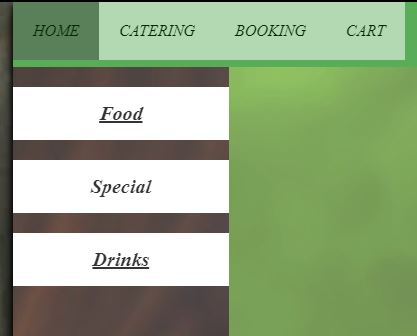 HOME CATERING BOOKING CART
Food
Special
Drinks